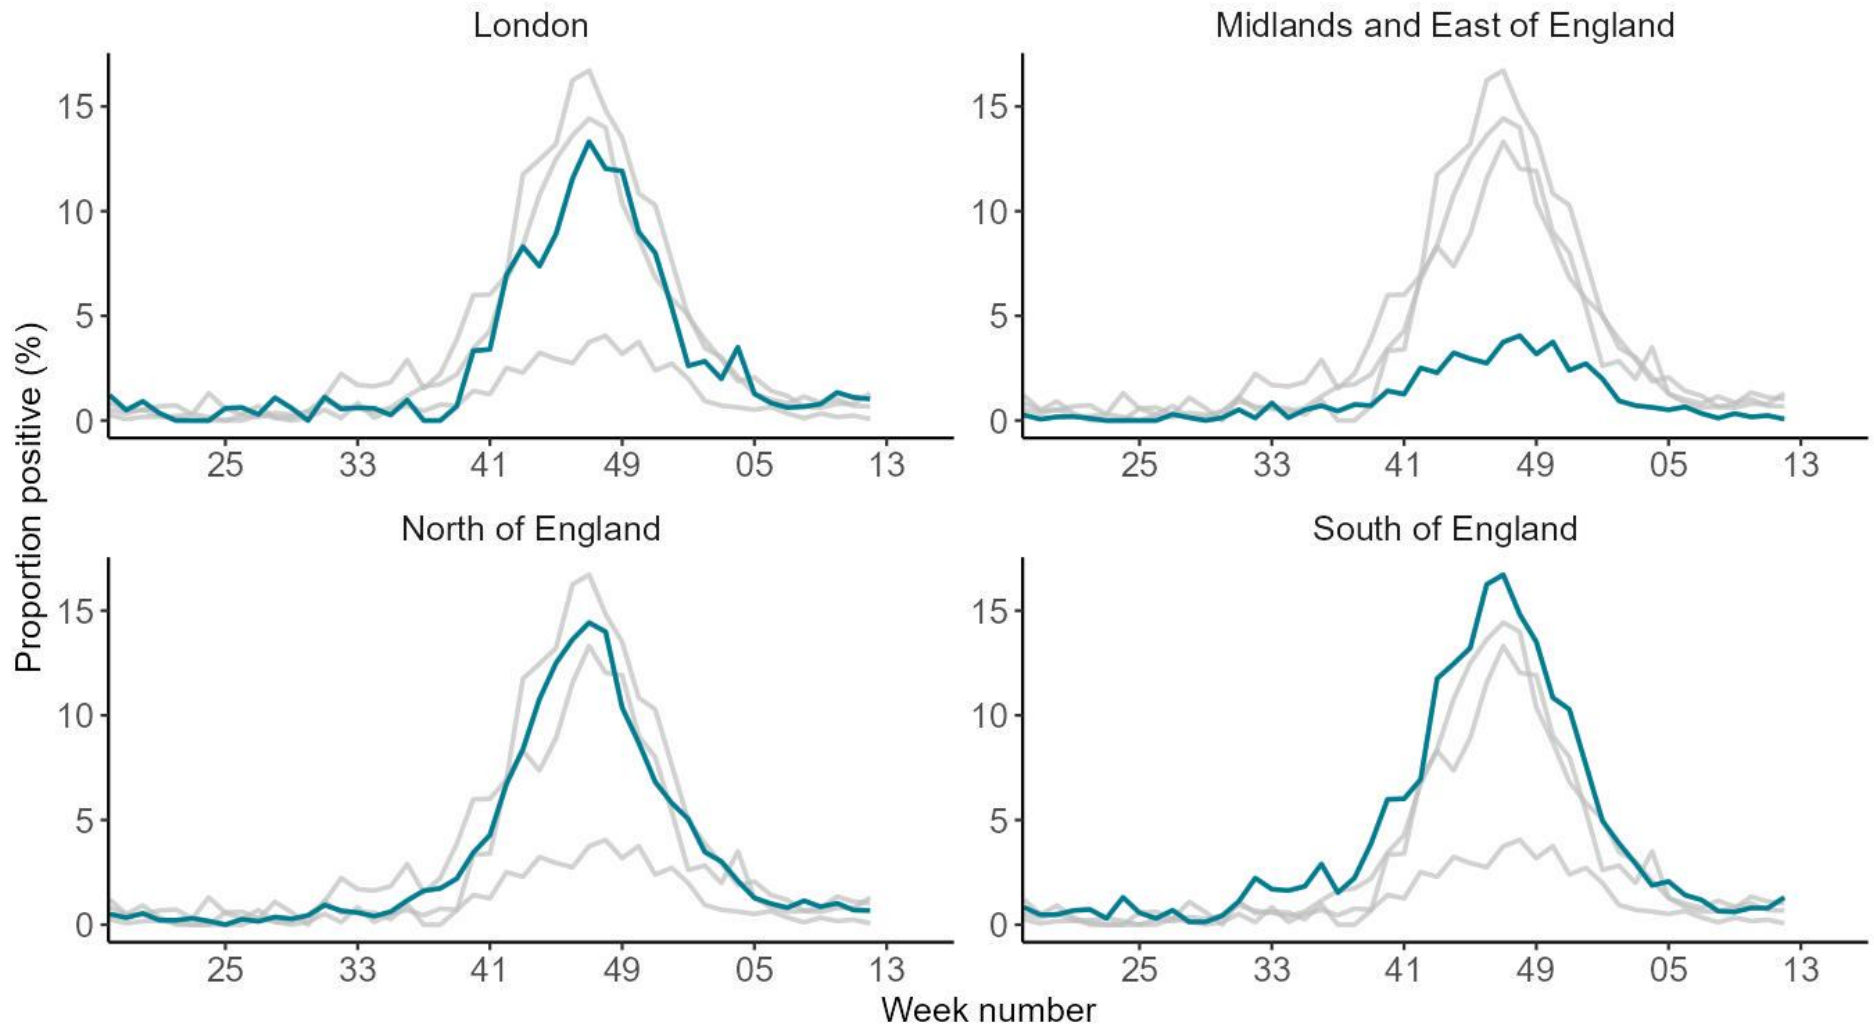 London
Midlands and East of England
15
10
5
0
25 33 41 49 05 13
15
10
5
0
25 33 41 49 05 13
North of England
South of England
15
10
5
0
25 33 41 49 05 13
15
10
5
0
25 33 41 49 05 13
Proportion positive (%)
Week number